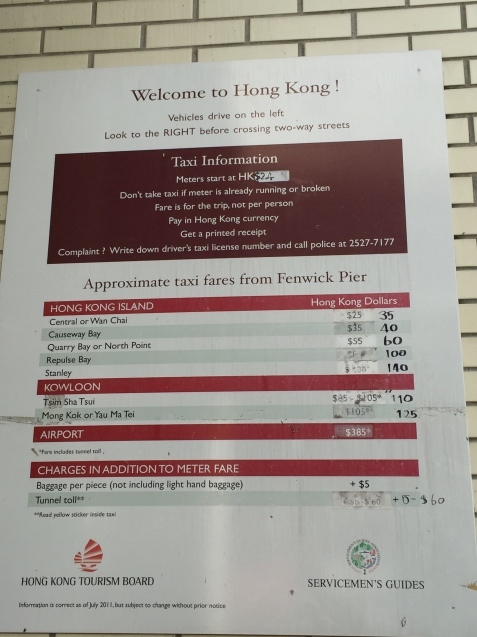 Welcome to Hong Kong !
Vehicles drive on the left
Look to the RIGHT before crossing two-way streets
Taxi Information
Meters start at HK$24
Don't take taxi if meter is already running or broken
Fare is for the trip, not per person
Pay in Hong Kong currency
Get a printed receipt
Complaint ? Write down driver's taxi license number and call police at 2527-7177
Approximate taxi fares from Fenwick Pier
HONG KONG ISLAND Hong Kong Dollars
Central or Wan Chai $25 35
Causeway Bay $35 40
Quarry Bay or North Point $55 60
Repulse Bay 100
Stanley 140
KOWLOON
Tsim Sha Tsui $85 - $105* 110
Mong Kok or Yau Ma Tei $105* 125
AIRPORT $385*
*Fare includes tunnel toll
CHARGES IN ADDITION TO METER FARE
Baggage per piece (not including light hand baggage) + $5
Tunnel toll** +5-$60
**Read yellow sticker inside taxi
HONG KONG TOURISM BOARD
SERVICEMEN'S GUIDES
Information is correct as of July 2011, but subject to change without prior notice